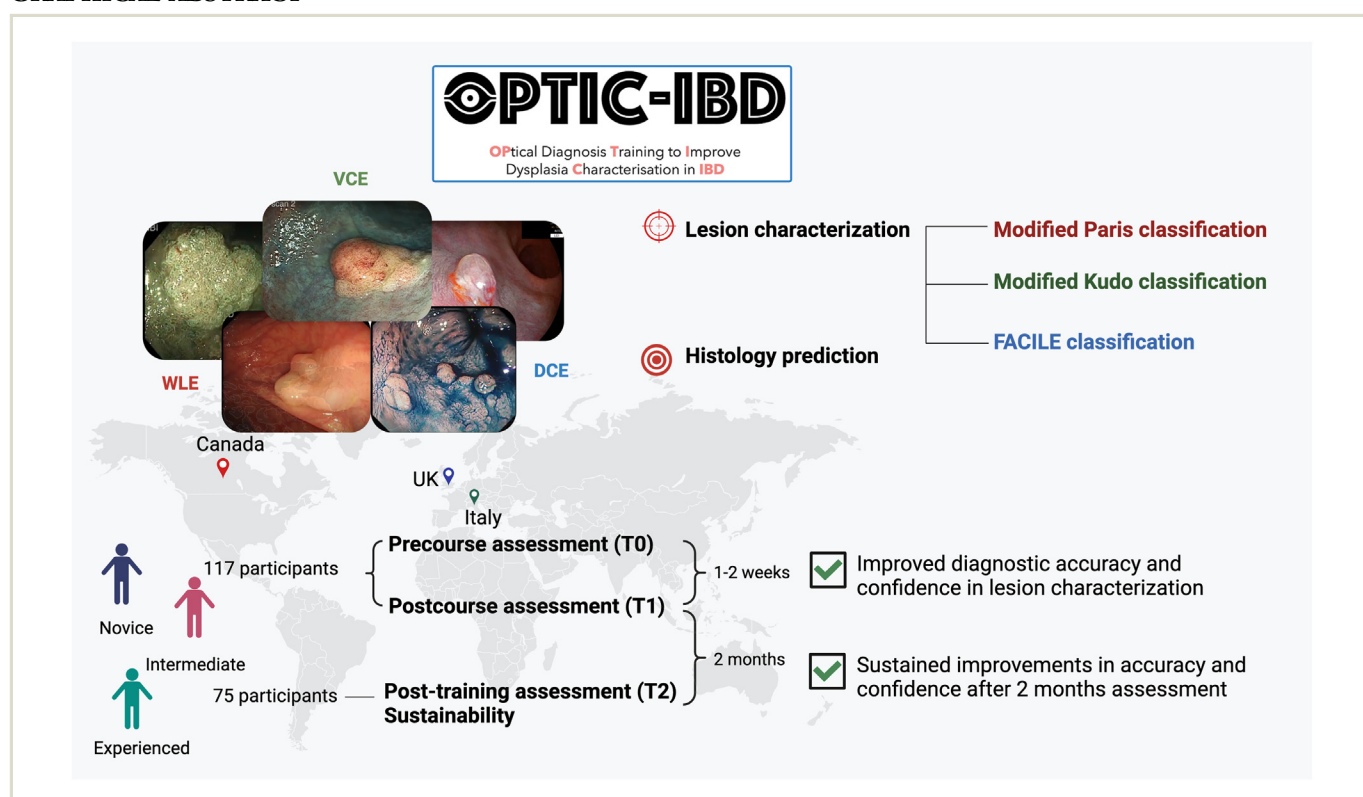 OPTIC-IBD
OPtical Diagnosis Training to Improve
Dysplasia Characterisation in IBD
VCE
WLE
DCE
Lesion characterization
Modified Paris classification
Modified Kudo classification
FACILE classification
Histology prediction
Canada
UK
Italy
117 participants
Precourse assessment (T0)
Postcourse assessment (T1)
1-2 weeks
Improved diagnostic accuracy and
confidence in lesion characterization
Novice
Intermediate
Experienced
75 participants
Post-training assessment (T2)
Sustainability
2 months
Sustained improvements in accuracy and
confidence after 2 months assessment